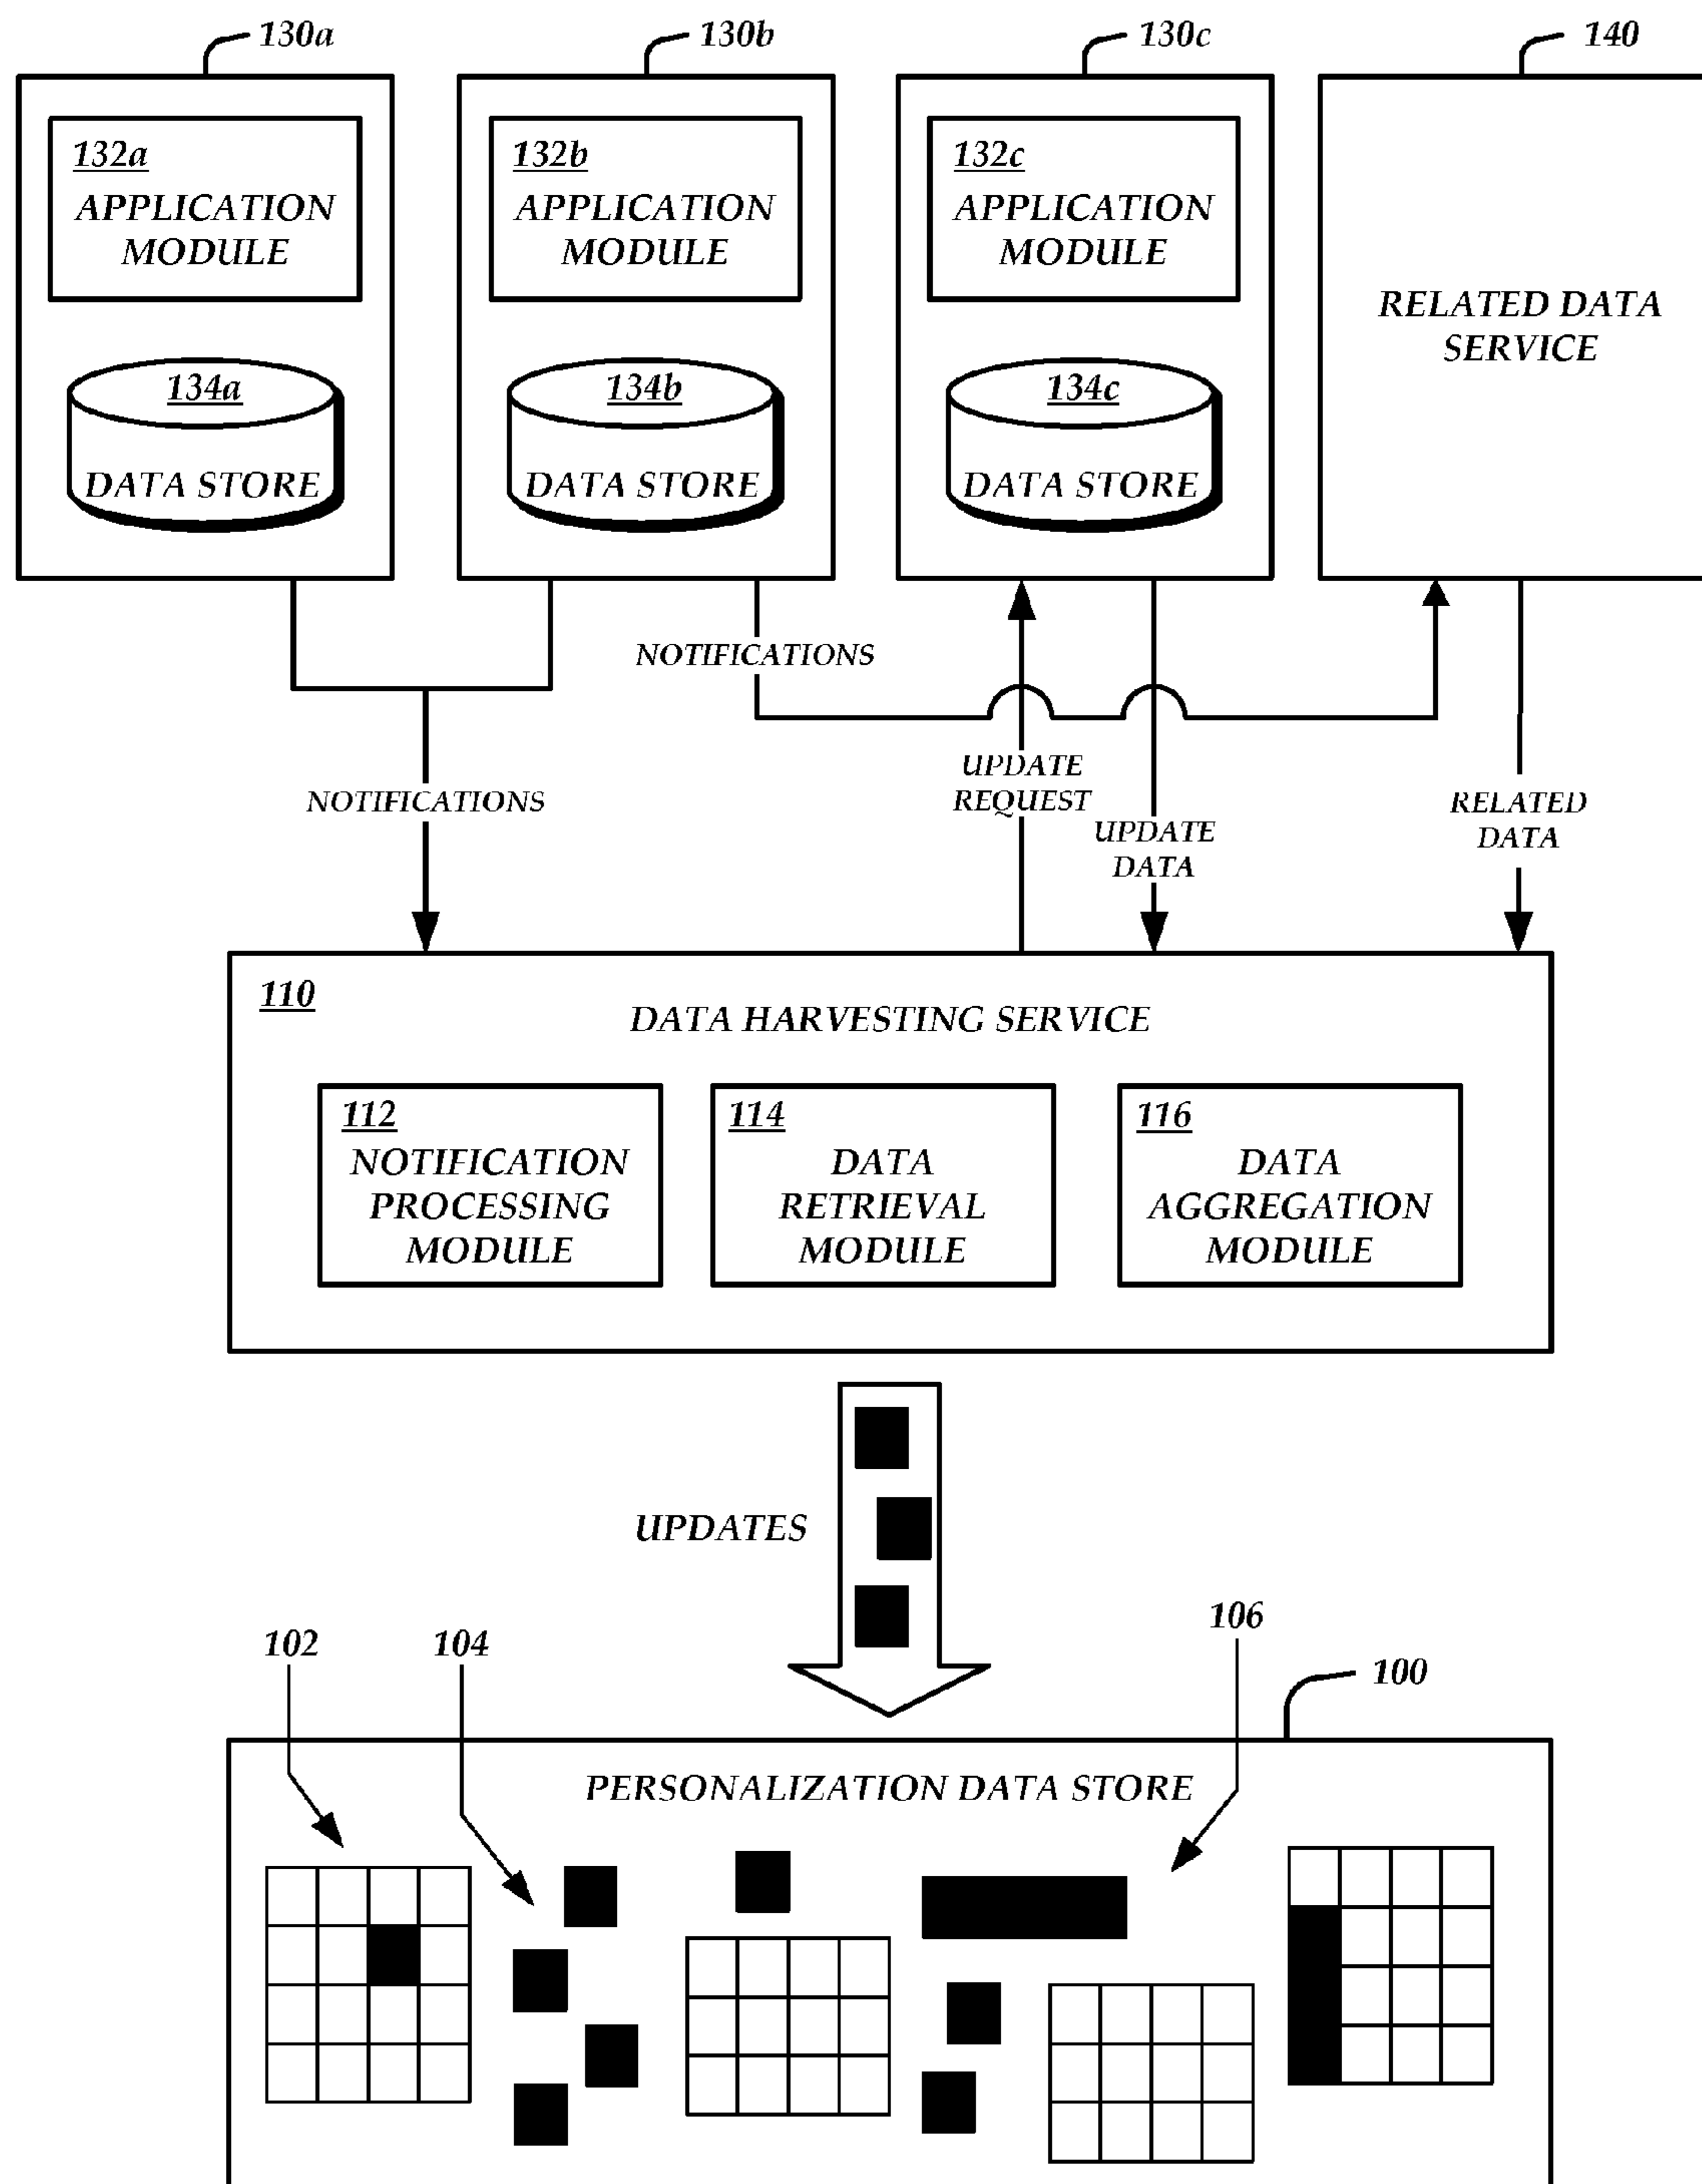 130a
130b
130c
140
132a
APPLICATION
MODULE
134a
DATA STORE
132b
APPLICATION
MODULE
134b
DATA STORE
132c
APPLICATION
MODULE
134c
DATA STORE
RELATED DATA
SERVICE
NOTIFICATIONS
NOTIFICATIONS
UPDATE
REQUEST
UPDATE
DATA
RELATED
DATA
110
DATA HARVESTING SERVICE
112
NOTIFICATION
PROCESSING
MODULE
114
DATA
RETRIEVAL
MODULE
116
DATA
AGGREGATION
MODULE
UPDATES
102
104
106
100
PERSONALIZATION DATA STORE